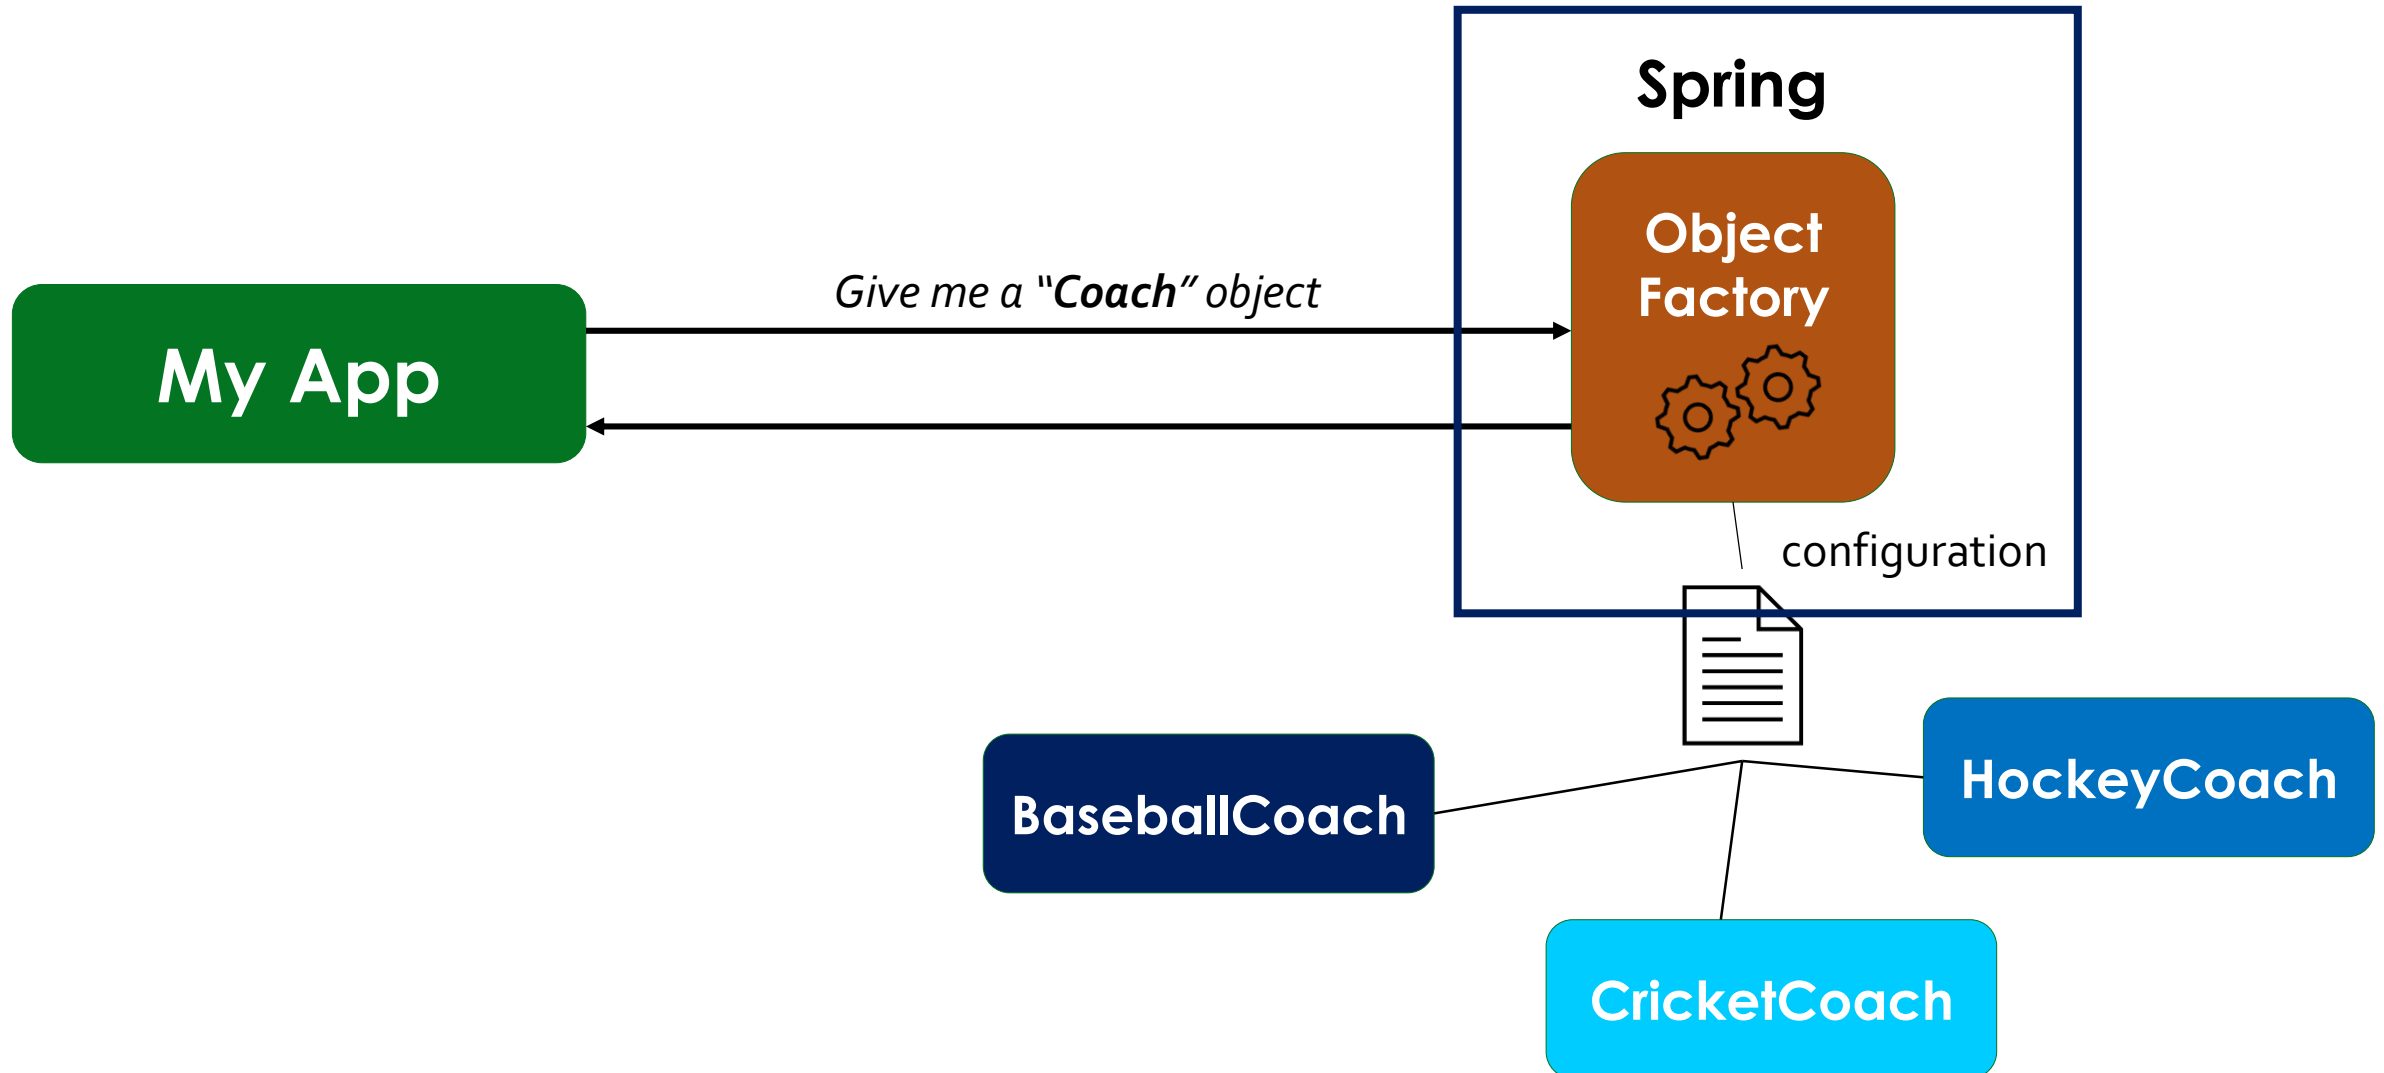 Spring
Object
Factory
Give me a “Coach” object
My App
configuration
HockeyCoach
BaseballCoach
CricketCoach